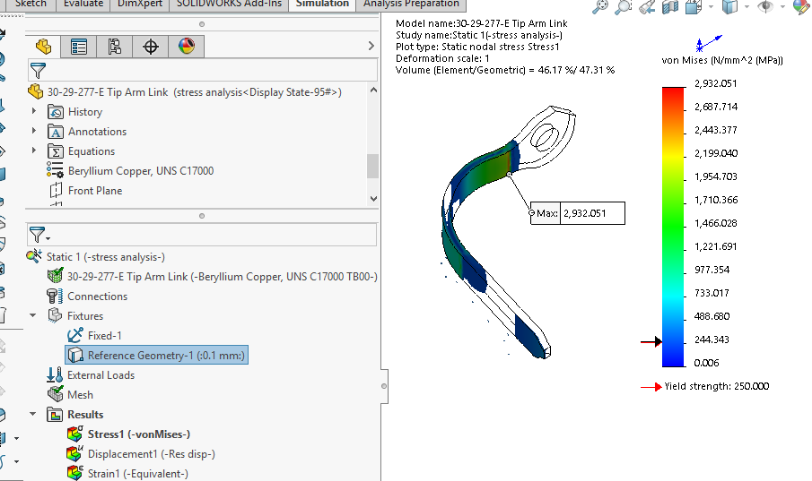 Sketch Evaluate DimXpert SOLIDWORKS Add-Ins Simulation Analysis Preparation
30-29-277-E Tip Arm Link (stress analysis<Display State-95#>)
History
Annotations
Equations
Beryllium Copper, UNS C17000
Front Plane
Static 1 (-stress analysis-)
30-29-277-E Tip Arm Link (-Beryllium Copper, UNS C17000 TB00-)
Connections
Fixtures
Fixed-1
Reference Geometry-1 (:0.1 mm:)
External Loads
Mesh
Results
Stress1 (-vonMises-)
Displacement1 (-Res disp-)
Strain1 (-Equivalent-)
Model name:30-29-277-E Tip Arm Link
Study name:Static 1(-stress analysis-)
Plot type: Static nodal stress Stress1
Deformation scale: 1
Volume (Element/Geometric) = 46.17 %/ 47.31 %
Max: 2,932.051
von Mises (N/mm^2 (MPa))
2,932.051
2,687.714
2,443.377
2,199.040
1,954.703
1,710.366
1,466.028
1,221.691
977.354
733.017
488.680
244.343
0.006
Yield strength: 250.000